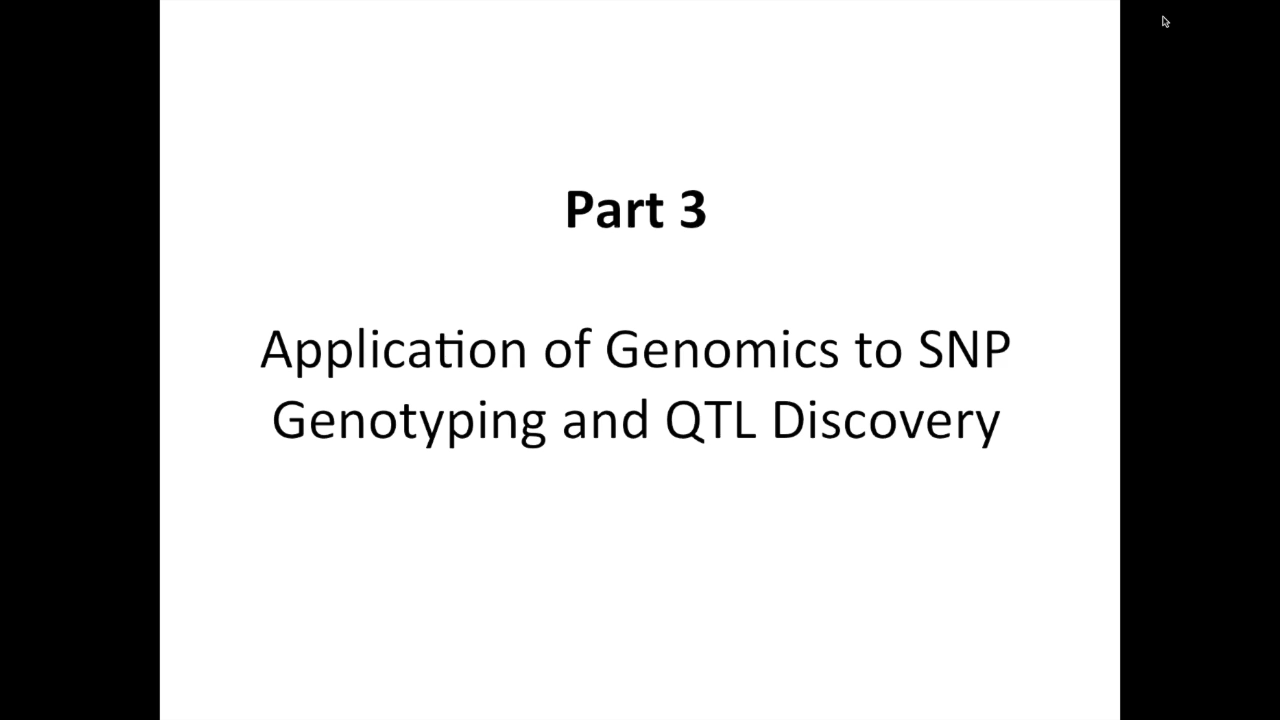 Part 3
Application of Genomics to SNP
Genotyping and QTL Discovery